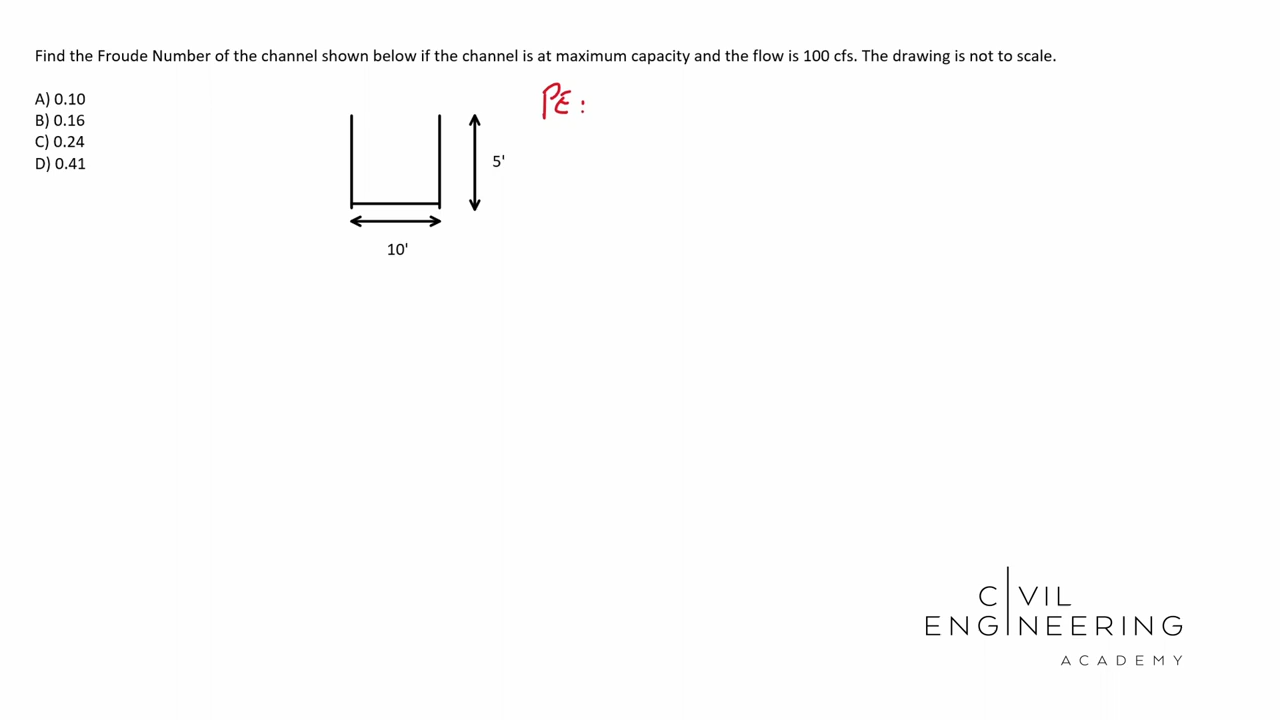 Find the Froude Number of the channel shown below if the channel is at maximum capacity and the flow is 100 cfs. The drawing is not to scale.
PE:
A) 0.10
B) 0.16
C) 0.24
D) 0.41
5'
10'
CIVIL
ENGINEERING
ACADEMY